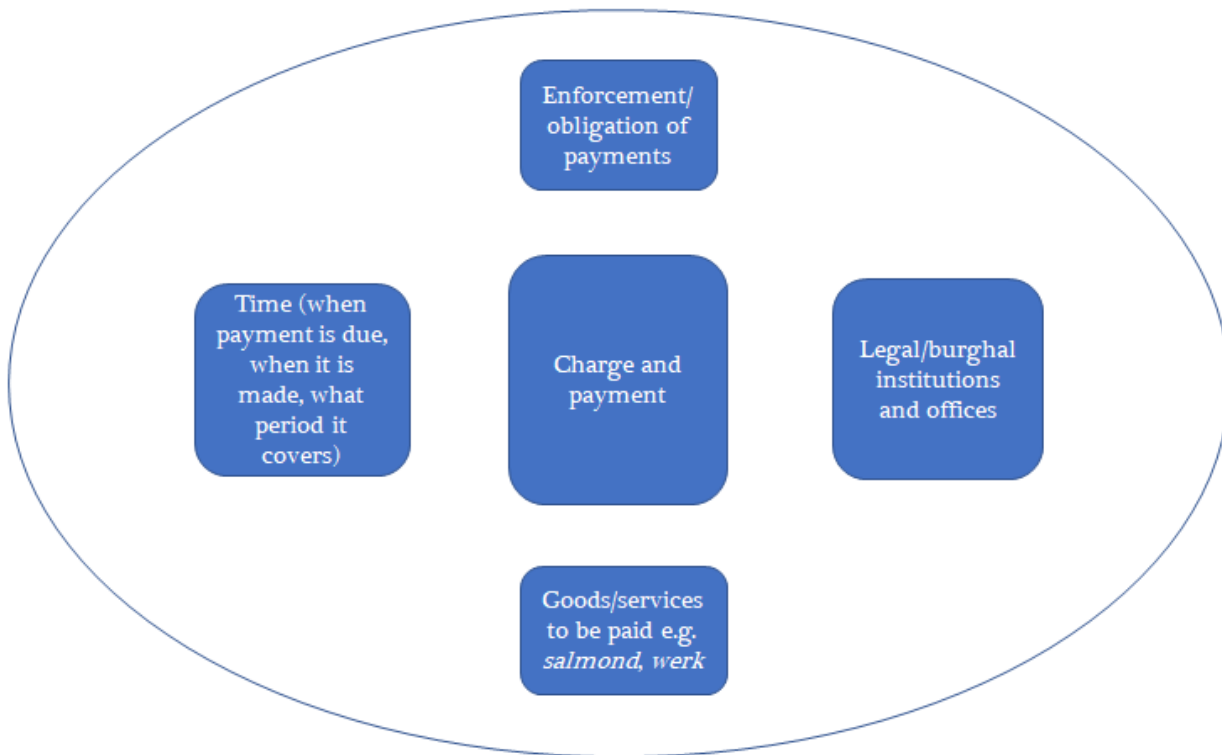 Enforcement/
obligation of
payments
Time (when
payment is due,
when it is
made, what
period it
covers)
Charge and
payment
Legal/burghal
institutions
and offices
Goods/services
to be paid e.g.
salmond, werk